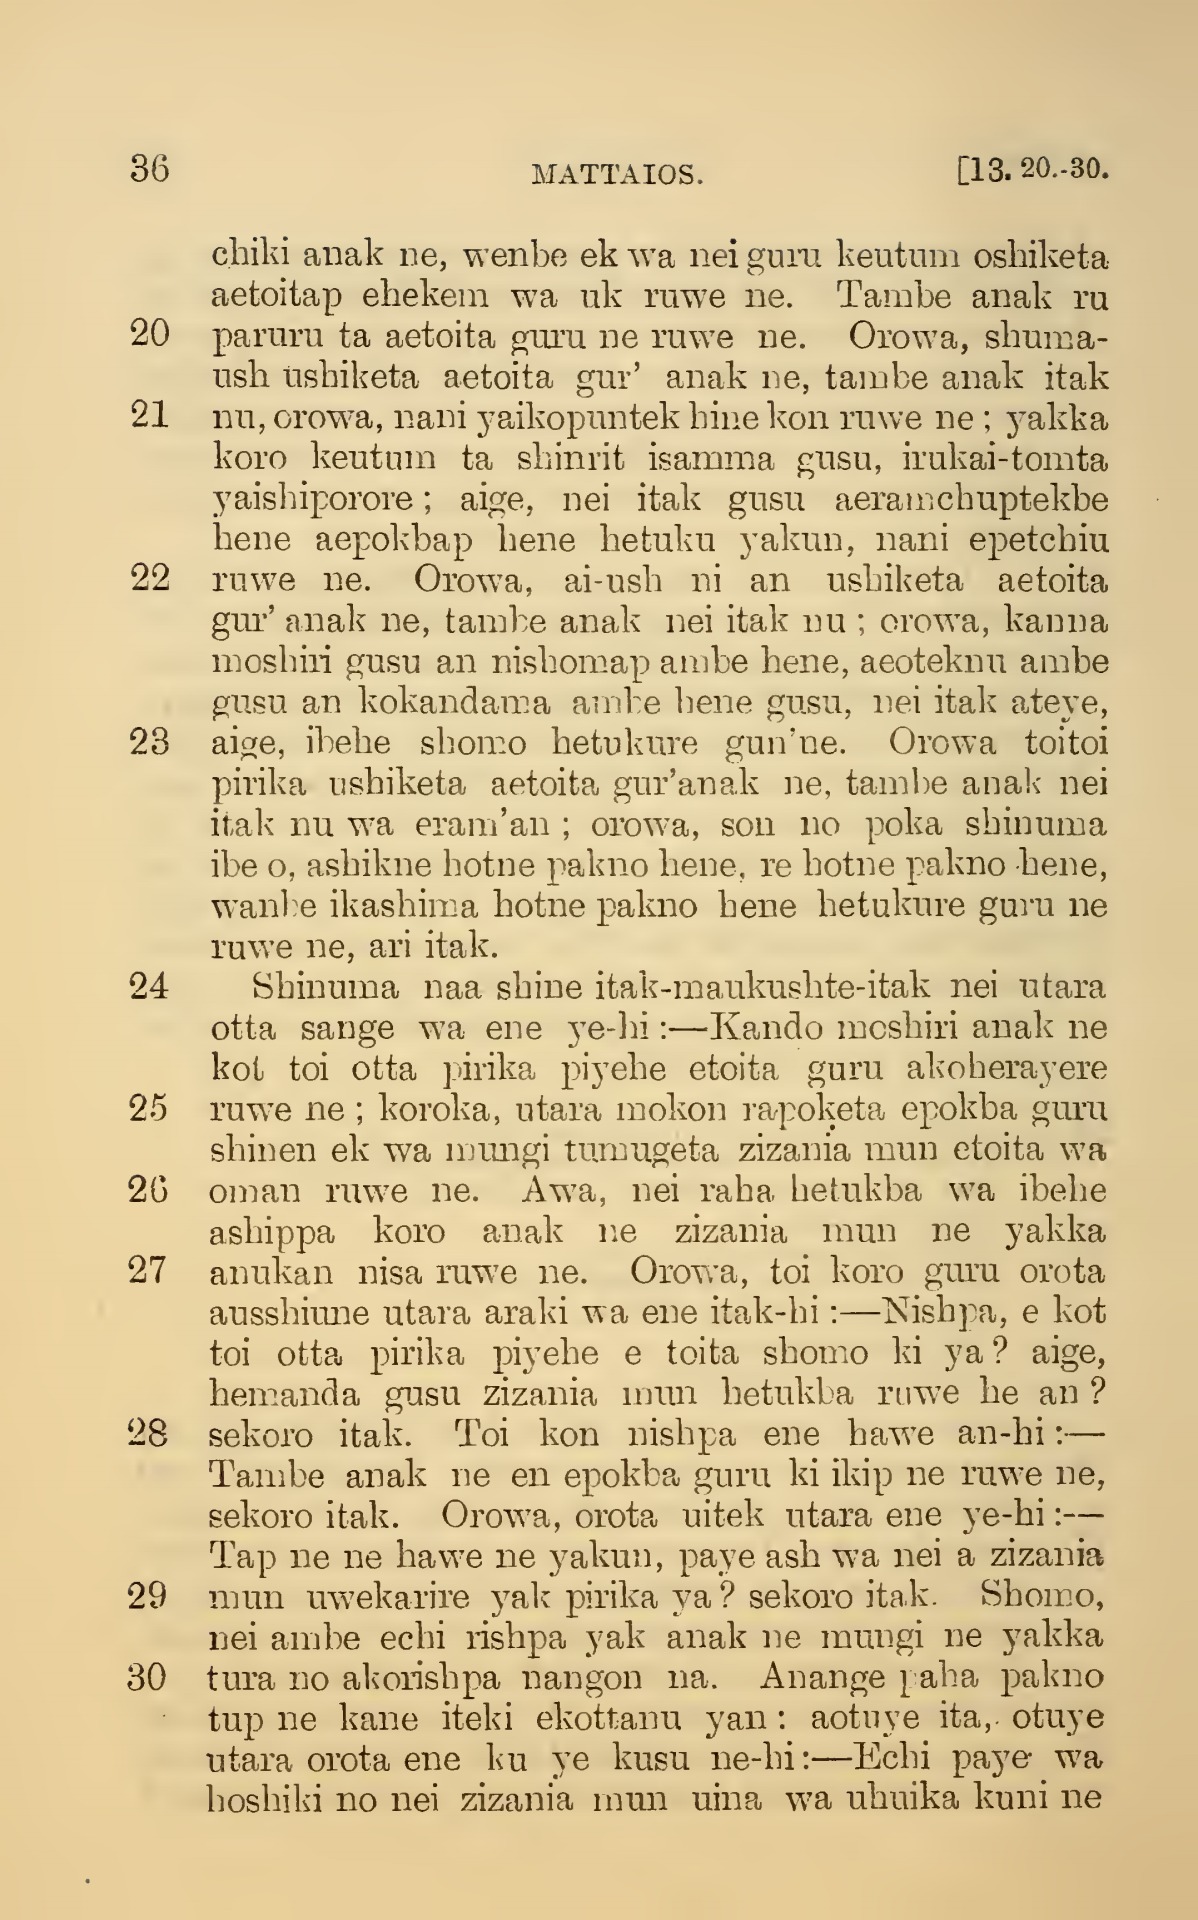 36 MATTAIOS. [13. 20.-30.
chiki anak ne, wenbe ek wa nei guru keutum oshiketa
aetoitap ehekem wa uk ruwe ne. Tambe anak ru
20 paruru ta aetoita guru ne ruwe ne. Orowa, shuma-
ush ushiketa aetoita gur' anak ne, tambe anak itak
21 nu, orowa, nani yaikopuntek hine kon ruwe ne; yakka
koro keutum ta shinrit isamma gusu, irukai-tomta
yaishiporore; aige, nei itak gusu aeramchuptekbe
hene aepokbap hene hetuku yakun, nani epetchiu
22 ruwe ne. Orowa, ai-ush ni an ushiketa aetoita
gur' anak ne, tambe anak nei itak nu; orowa, kanna
moshiri gusu an nishomap ambe hene, aeoteknu ambe
gusu an kokandama ambe hene gusu, nei itak ateye,
23 aige, ibehe shomo hetukure gun'ne. Orowa toitoi
pirika ushiketa aetoita gur'anak ne, tambe anak nei
itak nu wa eram'an; orowa, son no poka shinuma
ibe o, ashikne hotne pakno hene, re hotne pakno hene,
wanbe ikashima hotne pakno hene hetukure guru ne
ruwe ne, ari itak.
24 Shinuma naa shine itak-maukushte-itak nei utara
otta sange wa ene ye-hi:—Kando moshiri anak ne
kot toi otta pirika piyehe etoita guru akoherayere
25 ruwe ne; koroka, utara mokon rapoketa epokba guru
shinen ek wa mungi tumugeta zizania mun etoita wa
26 oman ruwe ne. Awa, nei raha hetukba wa ibehe
ashippa koro anak ne zizania mun ne yakka
27 anukan nisa ruwe ne. Orowa, toi koro guru orota
ausshiune utara araki wa ene itak-hi:—Nishpa, e kot
toi otta pirika piyehe e toita shomo ki ya? aige,
hemanda gusu zizania mun hetukba ruwe he an?
28 sekoro itak. Toi kon nishpa ene hawe an-hi:—
Tambe anak ne en epokba guru ki ikip ne ruwe ne,
sekoro itak. Orowa, orota uitek utara ene ye-hi:—
Tap ne ne hawe ne yakun, paye ash wa nei a zizania
29 mun uwekarire yak pirika ya? sekoro itak. Shomo,
nei ambe echi rishpa yak anak ne mungi ne yakka
30 tura no akorishpa nangon na. Anange paha pakno
tup ne kane iteki ekottanu yan: aotuye ita, otuye
utara orota ene ku ye kusu ne-hi:—Echi paye wa
hoshiki no nei zizania mun uina wa uhuika kuni ne